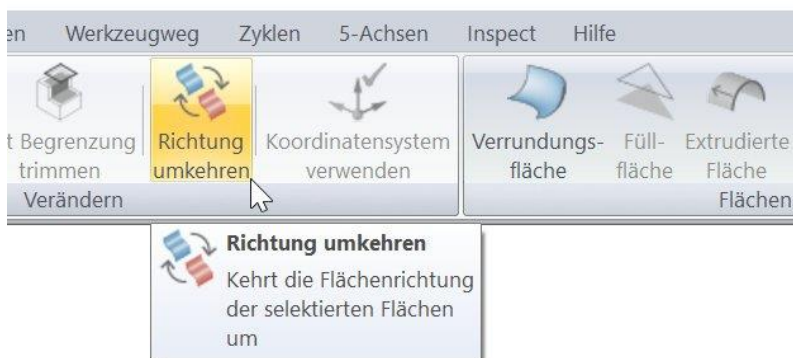 en Werkzeugweg Zyklen 5-Achsen Inspect Hilfe
t Begrenzung
trimmen
Richtung
umkehren
Koordinatensystem
verwenden
Verrundungs-
fläche
Füll-
fläche
Extrudierte
Fläche
Verändern
Flächen
Richtung umkehren
Kehrt die Flächenrichtung
der selektierten Flächen
um